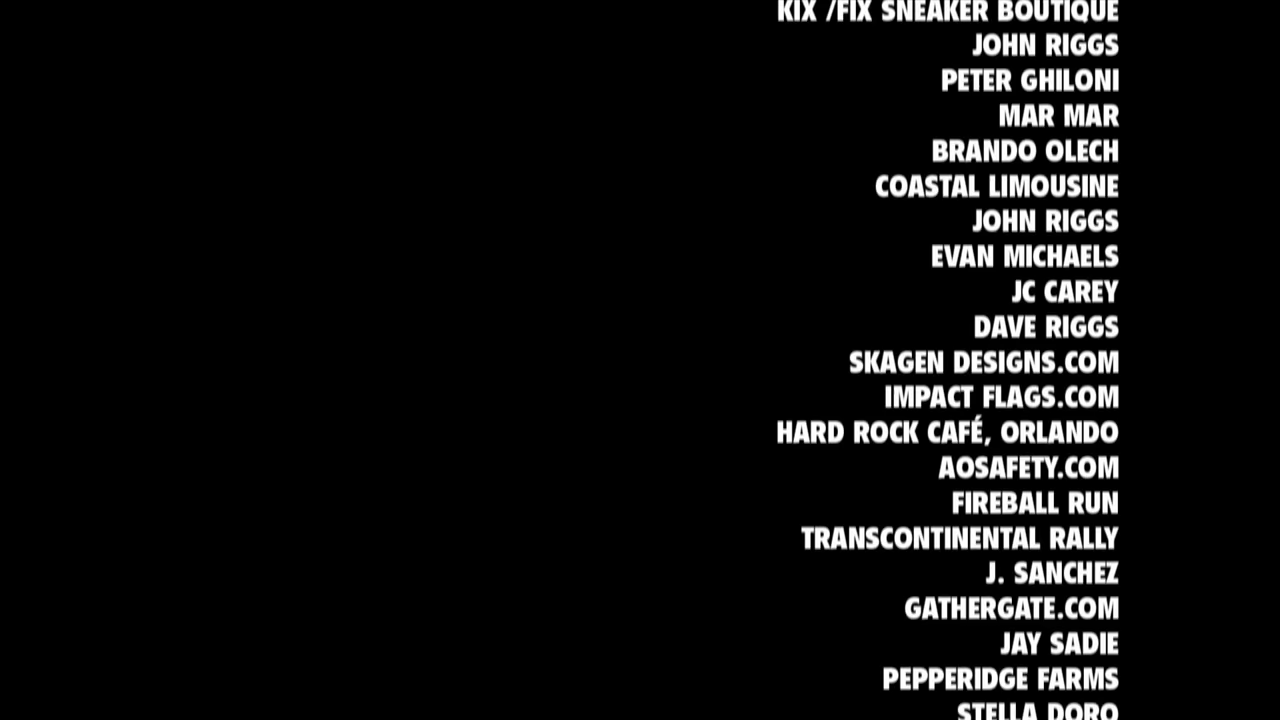 KIX /FIX SNEAKER BOUTIQUE
JOHN RIGGS
PETER GHILONI
MAR MAR
BRANDO OLECH
COASTAL LIMOUSINE
JOHN RIGGS
EVAN MICHAELS
JC CAREY
DAVE RIGGS
SKAGEN DESIGNS.COM
IMPACT FLAGS.COM
HARD ROCK CAFÉ, ORLANDO
AOSAFETY.COM
FIREBALL RUN
TRANSCONTINENTAL RALLY
J. SANCHEZ
GATHERGATE.COM
JAY SADIE
PEPPERIDGE FARMS
STELLA DORO